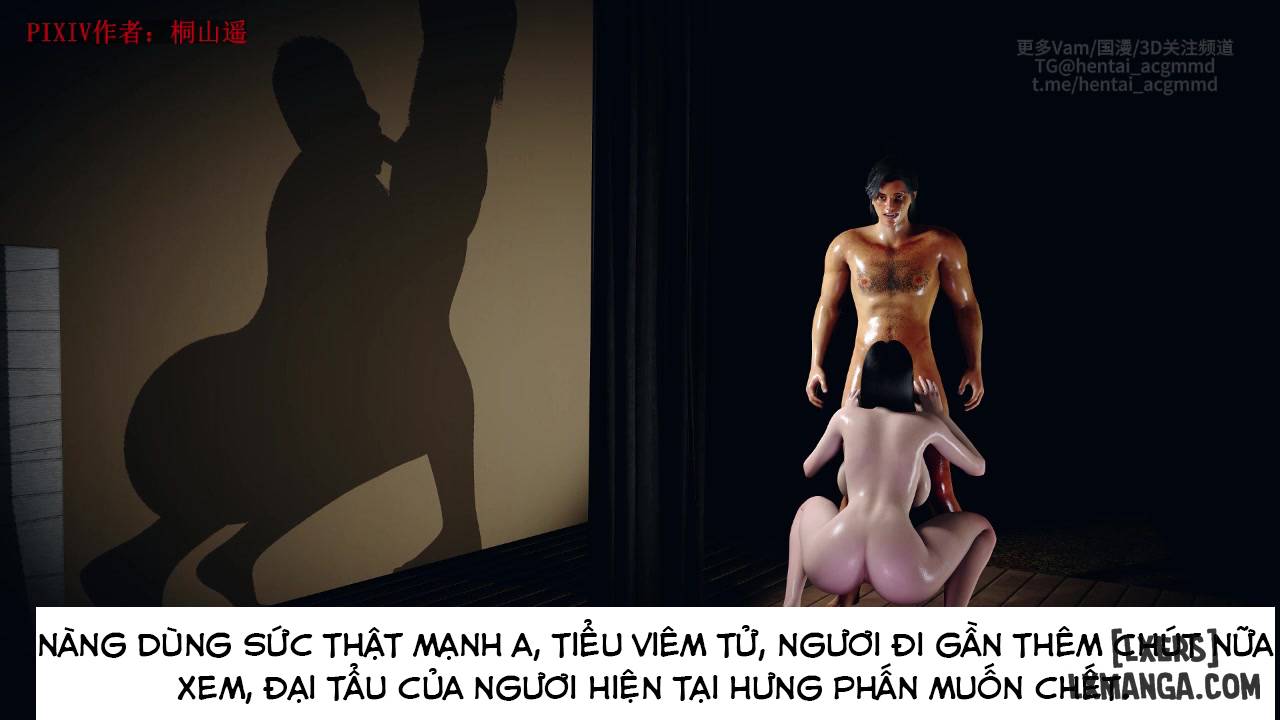 PIXIV作者：桐山遥
更多Vam/国漫/3D关注频道
TG@hentai_acgmmd
t.me/hentai_acgmmd
NÀNG DÙNG SỨC THẬT MẠNH A, TIỂU VIÊM TỬ, NGƯƠI ĐI GẦN THÊM CHÚT NỮA
XEM, ĐẠI TẨU CỦA NGƯƠI HIỆN TẠI HƯNG PHẤN MUỐN CHẾT.
LXMANGA.COM